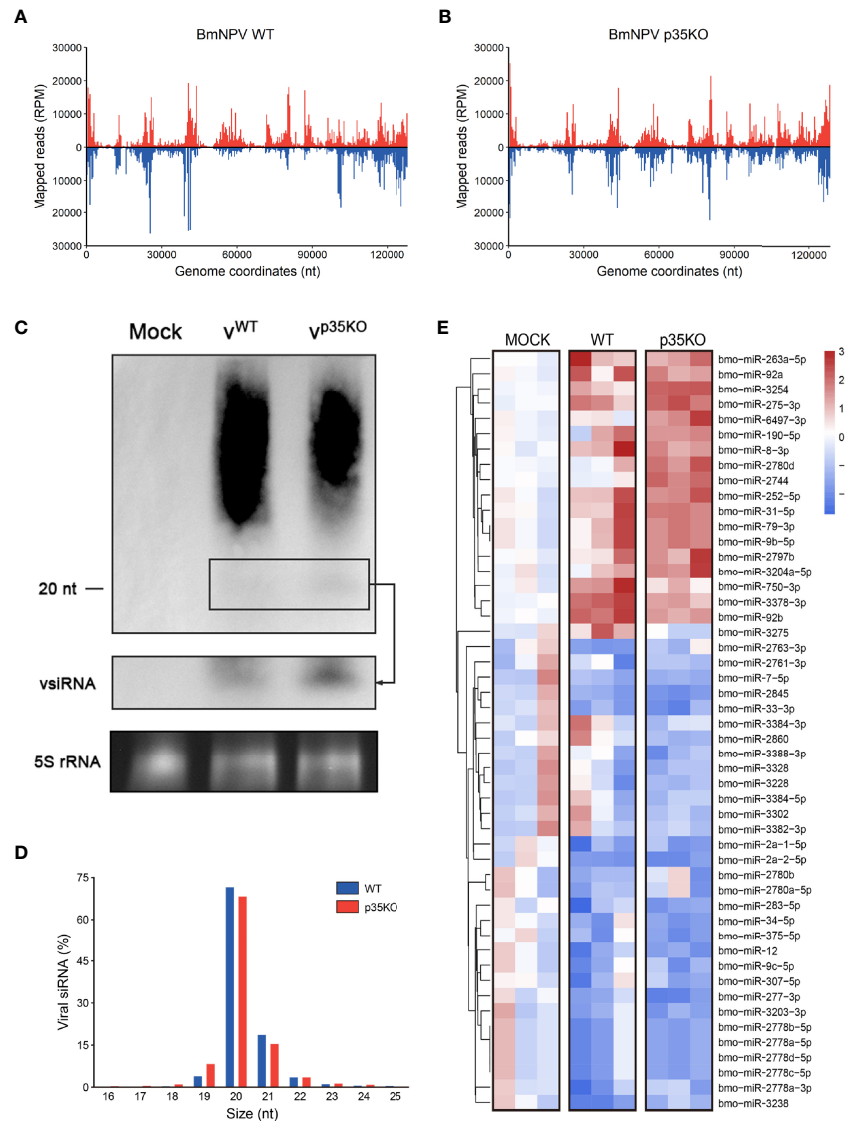 A
BmNPV WT
30000
20000
10000
0
10000
20000
30000
Mapped reads (RPM)
0
30000
60000
90000
120000
Genome coordinates (nt)
B
BmNPV p35KO
30000
20000
10000
0
10000
20000
30000
Mapped reads (RPM)
0
30000
60000
90000
120000
Genome coordinates (nt)
C
Mock
vWT
vp35KO
20 nt
vsiRNA
5S rRNA
D
75
60
45
30
15
0
Viral siRNA (%)
WT
p35KO
16
17
18
19
20
21
22
23
24
25
Size (nt)
E
MOCK
WT
p35KO
bmo-miR-263a-5p
bmo-miR-92a
bmo-miR-3254
bmo-miR-275-3p
bmo-miR-6497-3p
bmo-miR-190-5p
bmo-miR-8-3p
bmo-miR-2780d
bmo-miR-2744
bmo-miR-252-5p
bmo-miR-31-5p
bmo-miR-79-3p
bmo-miR-9b-5p
bmo-miR-2797b
bmo-miR-3204a-5p
bmo-miR-750-3p
bmo-miR-3378-3p
bmo-miR-92b
bmo-miR-3275
bmo-miR-2763-3p
bmo-miR-2761-3p
bmo-miR-7-5p
bmo-miR-2845
bmo-miR-33-3p
bmo-miR-3384-3p
bmo-miR-2860
bmo-miR-3388-3p
bmo-miR-3328
bmo-miR-3228
bmo-miR-3384-5p
bmo-miR-3302
bmo-miR-3382-3p
bmo-miR-2a-1-5p
bmo-miR-2a-2-5p
bmo-miR-2780b
bmo-miR-2780a-5p
bmo-miR-283-5p
bmo-miR-34-5p
bmo-miR-375-5p
bmo-miR-12
bmo-miR-9c-5p
bmo-miR-307-5p
bmo-miR-277-3p
bmo-miR-3203-3p
bmo-miR-2778b-5p
bmo-miR-2778a-5p
bmo-miR-2778d-5p
bmo-miR-2778c-5p
bmo-miR-2778a-3p
bmo-miR-3238
3
2
1
0
−
−